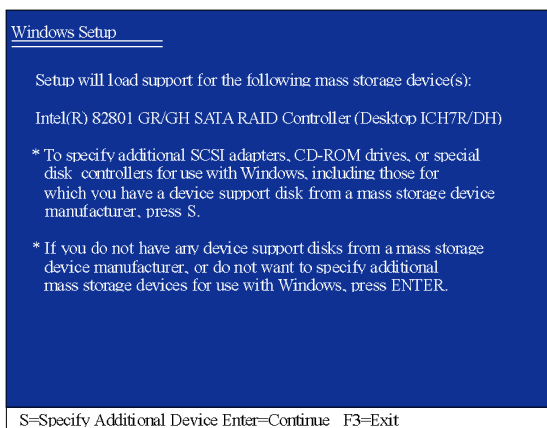 Windows Setup
Setup will load support for the following mass storage device(s):
Intel(R) 82801 GR/GH SATA RAID Controller (Desktop ICH7R/DH)
* To specify additional SCSI adapters, CD-ROM drives, or special
disk controllers for use with Windows, including those for
which you have a device support disk from a mass storage device
manufacturer, press S.
* If you do not have any device support disks from a mass storage
device manufacturer, or do not want to specify additional
mass storage devices for use with Windows, press ENTER.
S=Specify Additional Device Enter=Continue F3=Exit